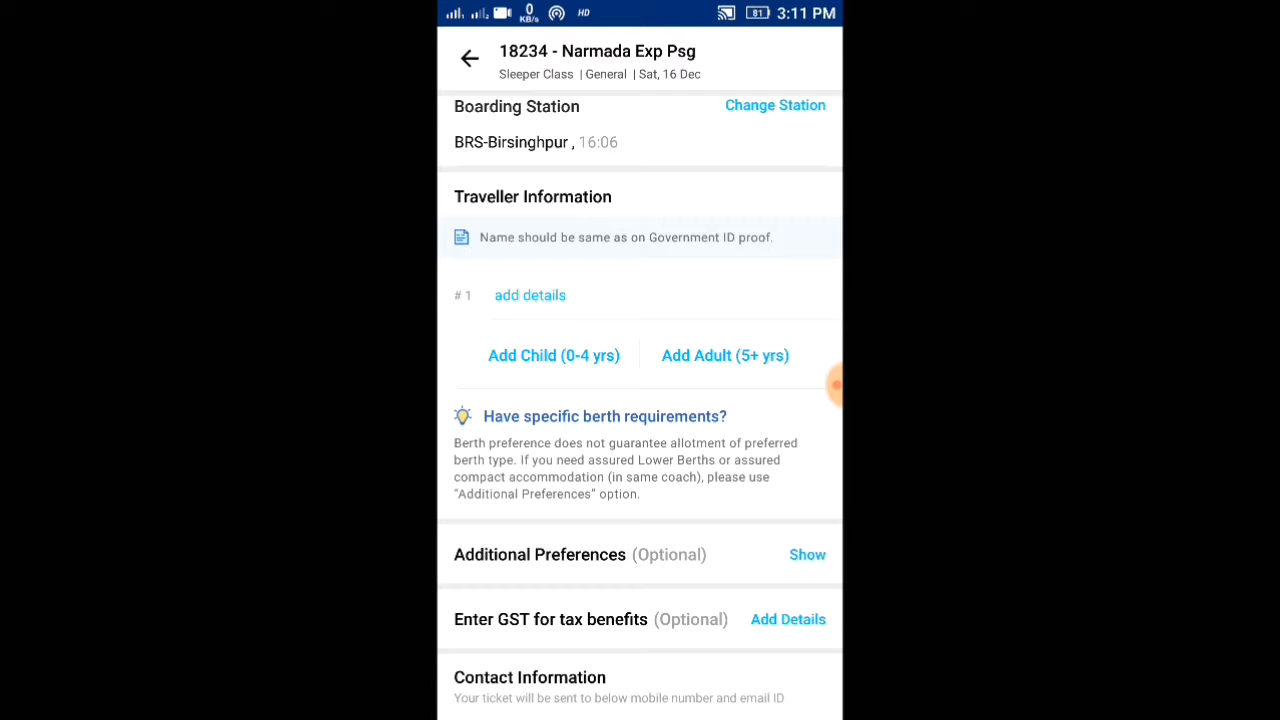 0
KB/s
HD
81
3:11 PM
18234 - Narmada Exp Psg
Sleeper Class | General | Sat, 16 Dec
Boarding Station
Change Station
BRS-Birsinghpur , 16:06
Traveller Information
Name should be same as on Government ID proof.
# 1 add details
Add Child (0-4 yrs)
Add Adult (5+ yrs)
Have specific berth requirements?
Berth preference does not guarantee allotment of preferred
berth type. If you need assured Lower Berths or assured
compact accommodation (in same coach), please use
"Additional Preferences" option.
Additional Preferences (Optional)
Show
Enter GST for tax benefits (Optional)
Add Details
Contact Information
Your ticket will be sent to below mobile number and email ID